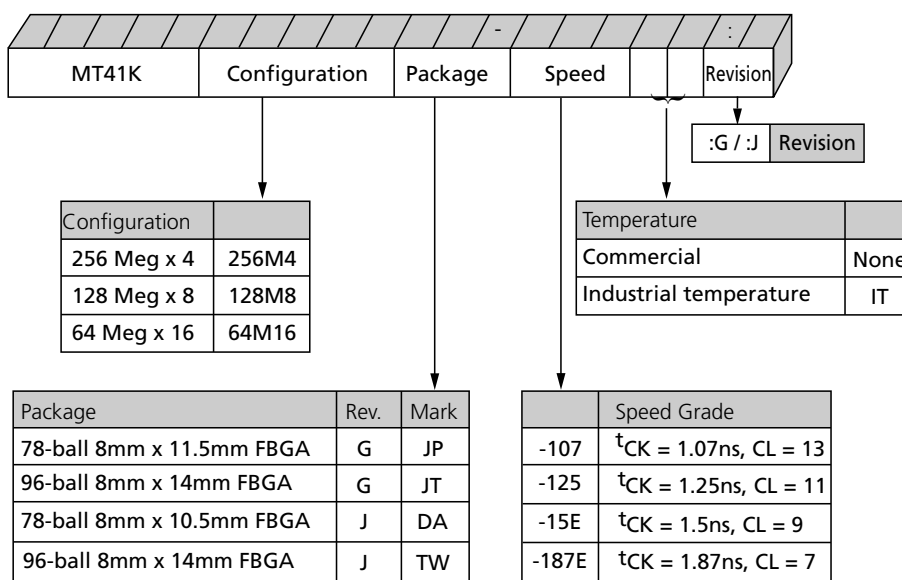 - :
MT41K Configuration Package Speed Revision
:G / :J Revision
Configuration
256 Meg x 4 256M4
128 Meg x 8 128M8
64 Meg x 16 64M16
Temperature
Commercial None
Industrial temperature IT
Package Rev. Mark
78-ball 8mm x 11.5mm FBGA G JP
96-ball 8mm x 14mm FBGA G JT
78-ball 8mm x 10.5mm FBGA J DA
96-ball 8mm x 14mm FBGA J TW
Speed Grade
-107 tCK = 1.07ns, CL = 13
-125 tCK = 1.25ns, CL = 11
-15E tCK = 1.5ns, CL = 9
-187E tCK = 1.87ns, CL = 7